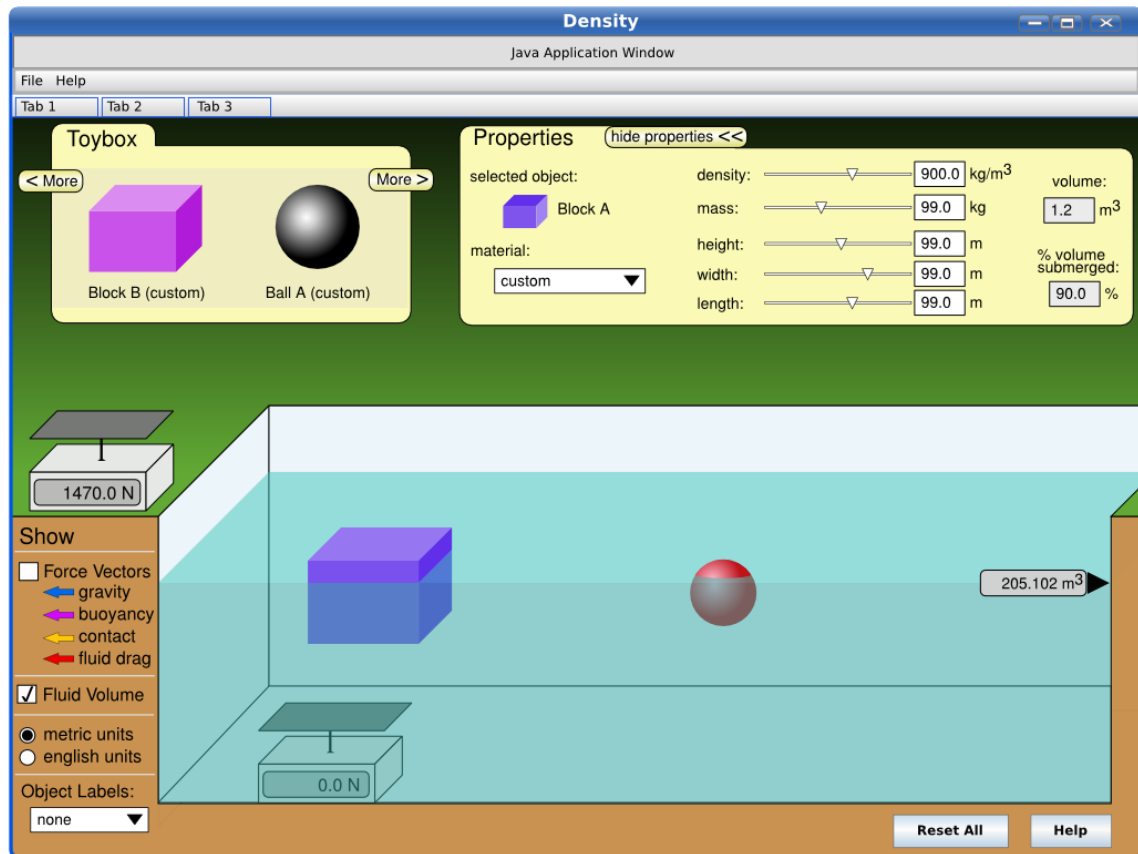 Density
Java Application Window
File Help
Tab 1 Tab 2 Tab 3
Toybox
< More
More >
Block B (custom)
Ball A (custom)
Properties
hide properties <<
selected object:
Block A
material:
custom
density: 900.0 kg/m³
mass: 99.0 kg
height: 99.0 m
width: 99.0 m
length: 99.0 m
volume:
1.2 m³
% volume
submerged:
90.0 %
1470.0 N
Show
Force Vectors
gravity
buoyancy
contact
fluid drag
Fluid Volume
metric units
english units
Object Labels:
none
205.102 m³
0.0 N
Reset All
Help